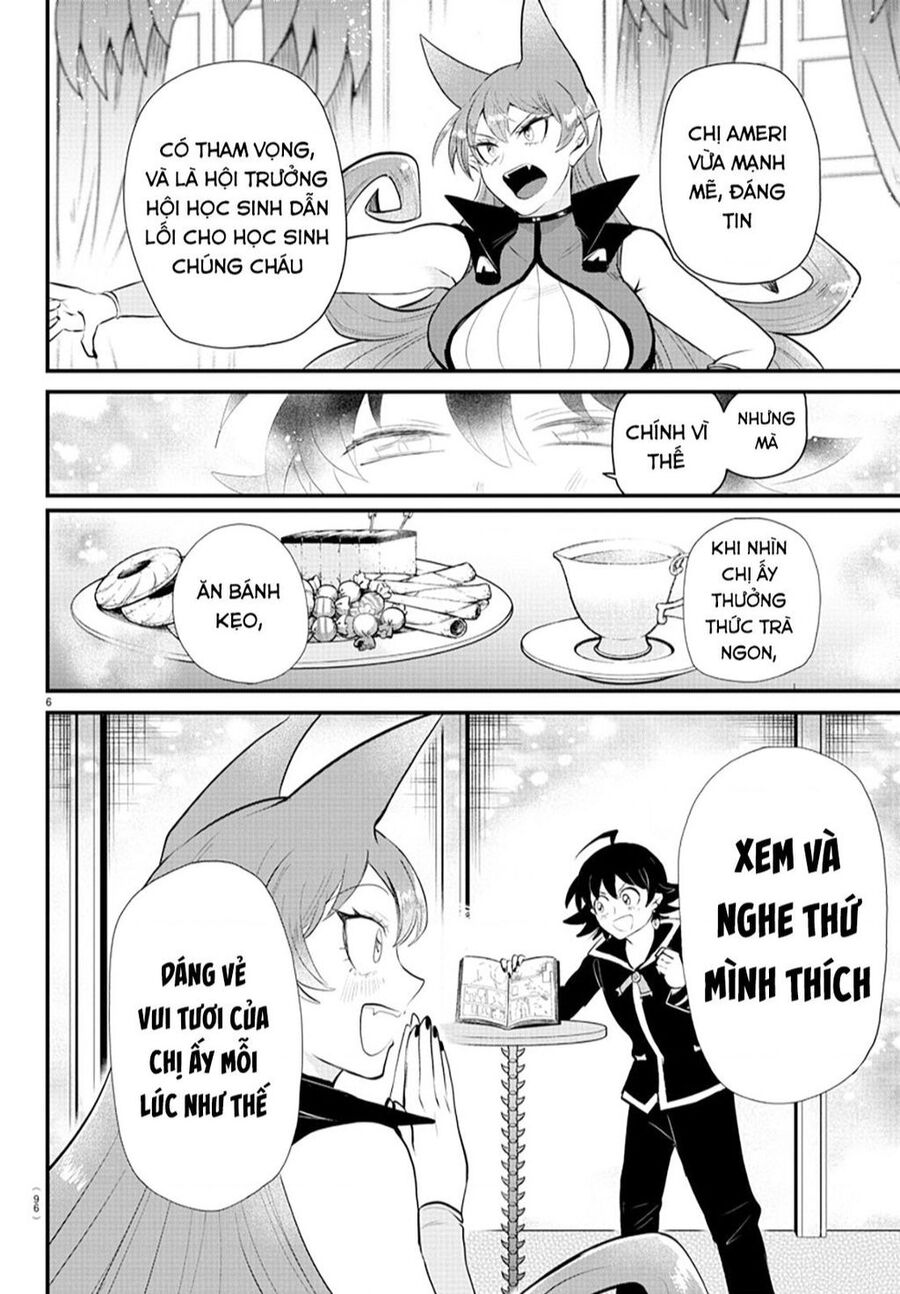 CHỊ AMERI
VỪA MẠNH
MẼ, ĐÁNG
TIN
CÓ THAM VỌNG,
VÀ LÀ HỘI TRƯỞNG
HỘI HỌC SINH DẪN
LỐI CHO HỌC SINH
CHÚNG CHÁU
NHƯNG
MÀ
CHÍNH VÌ
THẾ
KHI NHÌN
CHỊ ẤY
THƯỞNG
THỨC TRÀ
NGON,
ĂN BÁNH
KẸO,
6
XEM VÀ
NGHE THỨ
MÌNH THÍCH
DÁNG VẺ
VUI TƯƠI CỦA
CHỊ ẤY MỖI
LÚC NHƯ THẾ
(96)